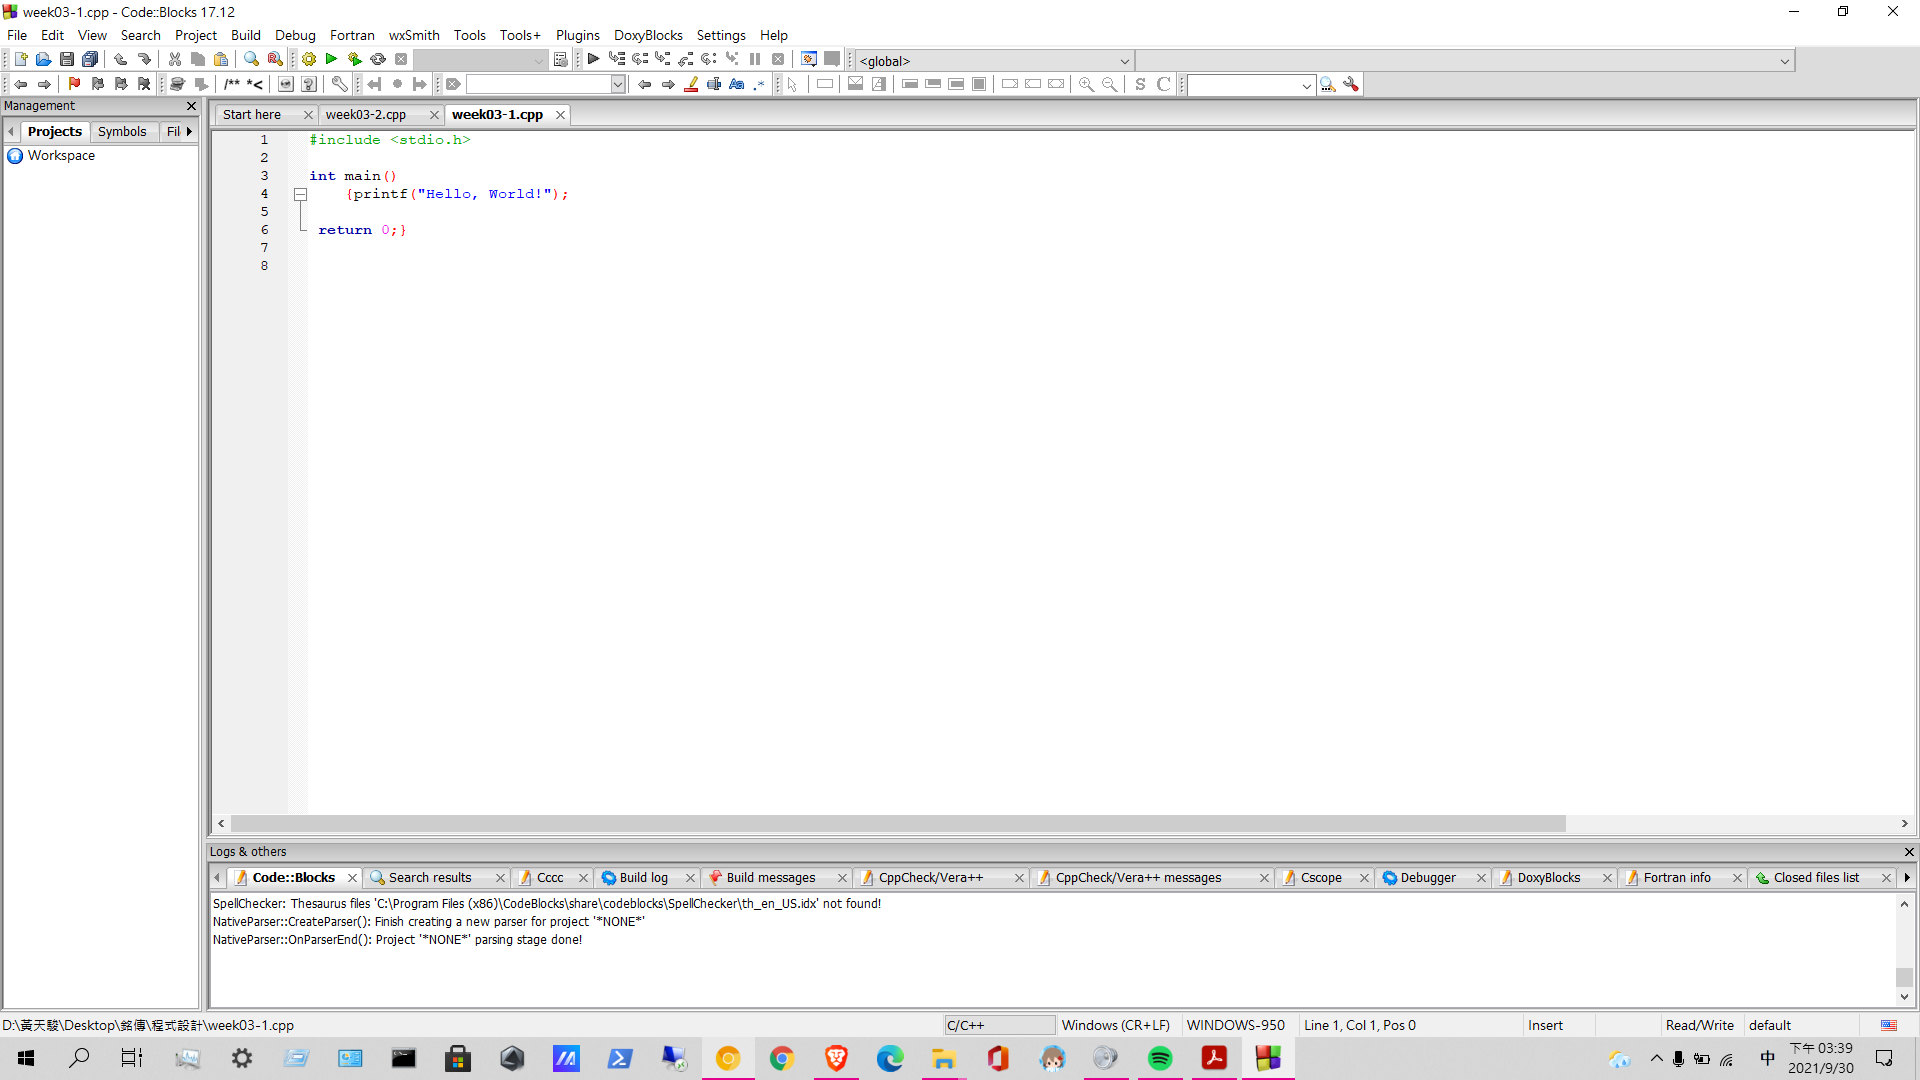 week03-1.cpp - Code::Blocks 17.12
File Edit View Search Project Build Debug Fortran wxSmith Tools Tools+ Plugins DoxyBlocks Settings Help
<global>
/** *<
S C
Management
Projects Symbols Fil
Workspace
Start here week03-2.cpp week03-1.cpp
1 #include <stdio.h>
2
3 int main()
4 {printf("Hello, World!");
5
6 return 0;}
7
8
Logs & others
Code::Blocks Search results Cccc Build log Build messages CppCheck/Vera++ CppCheck/Vera++ messages Cscope Debugger DoxyBlocks Fortran info Closed files list
SpellChecker: Thesaurus files 'C:\Program Files (x86)\CodeBlocks\share\codeblocks\SpellChecker\th_en_US.idx' not found!
NativeParser::CreateParser(): Finish creating a new parser for project '*NONE*'
NativeParser::OnParserEnd(): Project '*NONE*' parsing stage done!
D:\黃天駿\Desktop\銘傳\程式設計\week03-1.cpp C/C++ Windows (CR+LF) WINDOWS-950 Line 1, Col 1, Pos 0 Insert Read/Write default
中 下午 03:39
2021/9/30